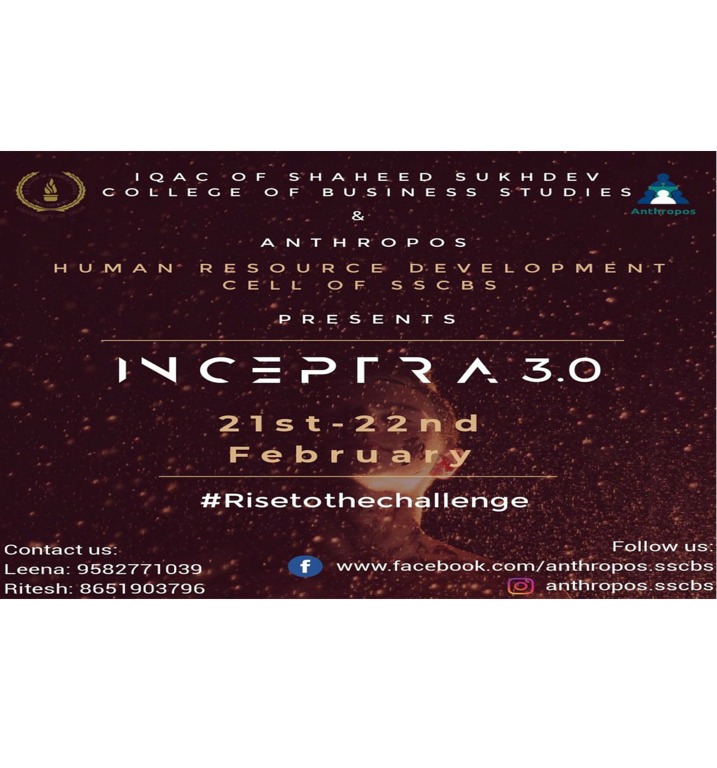 IQAC OF SHAHEED SUKHDEV
COLLEGE OF BUSINESS STUDIES
Anthropos
&
ANTHROPOS
HUMAN RESOURCE DEVELOPMENT
CELL OF SSCBS
PRESENTS
INCEPTRA 3.0
21st-22nd
February
#Risetothechallenge
Contact us:
Leena: 9582771039
Ritesh: 8651903796
Follow us:
www.facebook.com/anthropos.sscbs
anthropos.sscbs